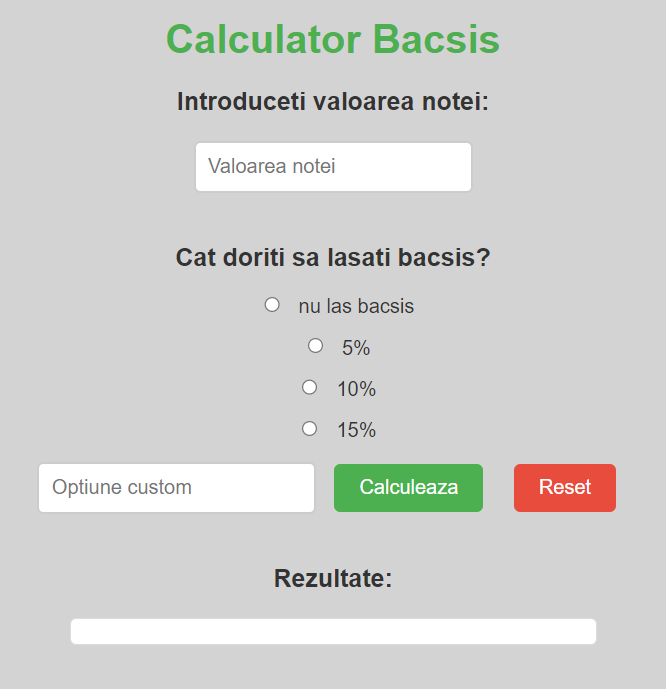 Calculator Bacsis
Introduceti valoarea notei:
Valoarea notei
Cat doriti sa lasati bacsis?
nu las bacsis
5%
10%
15%
Optiune custom Calculeaza Reset
Rezultate: